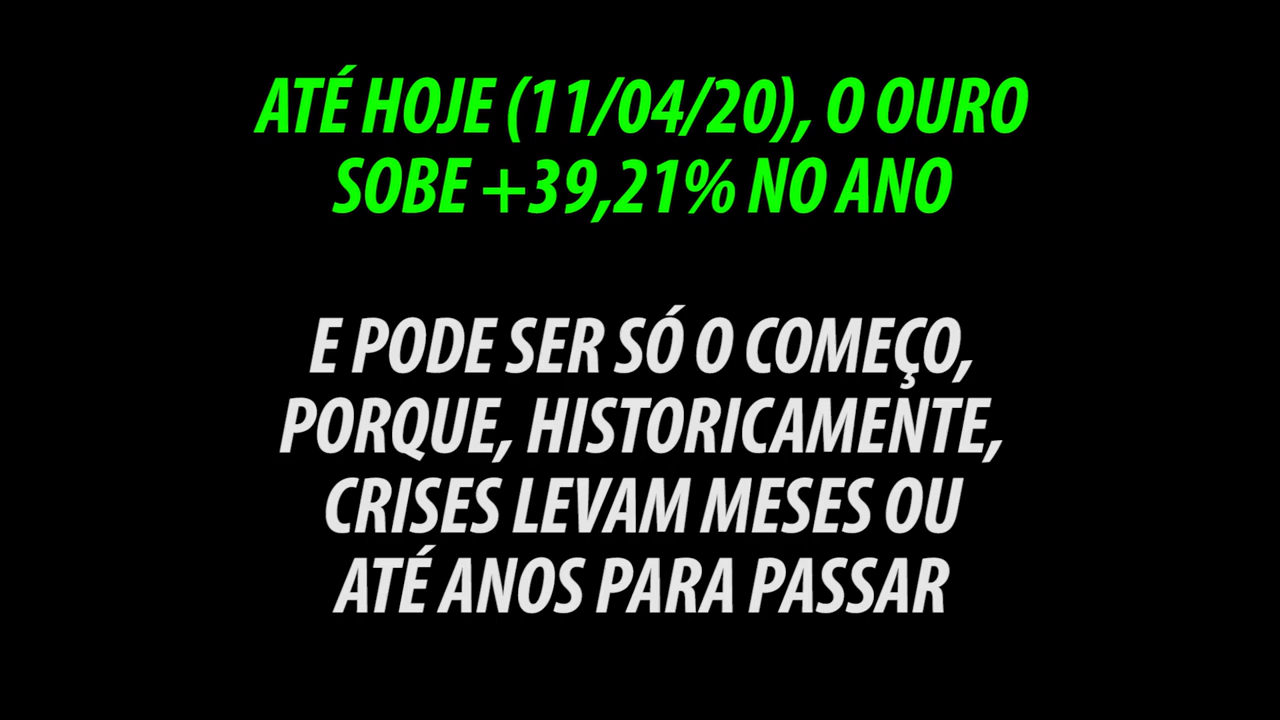 ATÉ HOJE (11/04/20), O OURO
SOBE +39,21% NO ANO
E PODE SER SÓ O COMEÇO,
PORQUE, HISTORICAMENTE,
CRISES LEVAM MESES OU
ATÉ ANOS PARA PASSAR